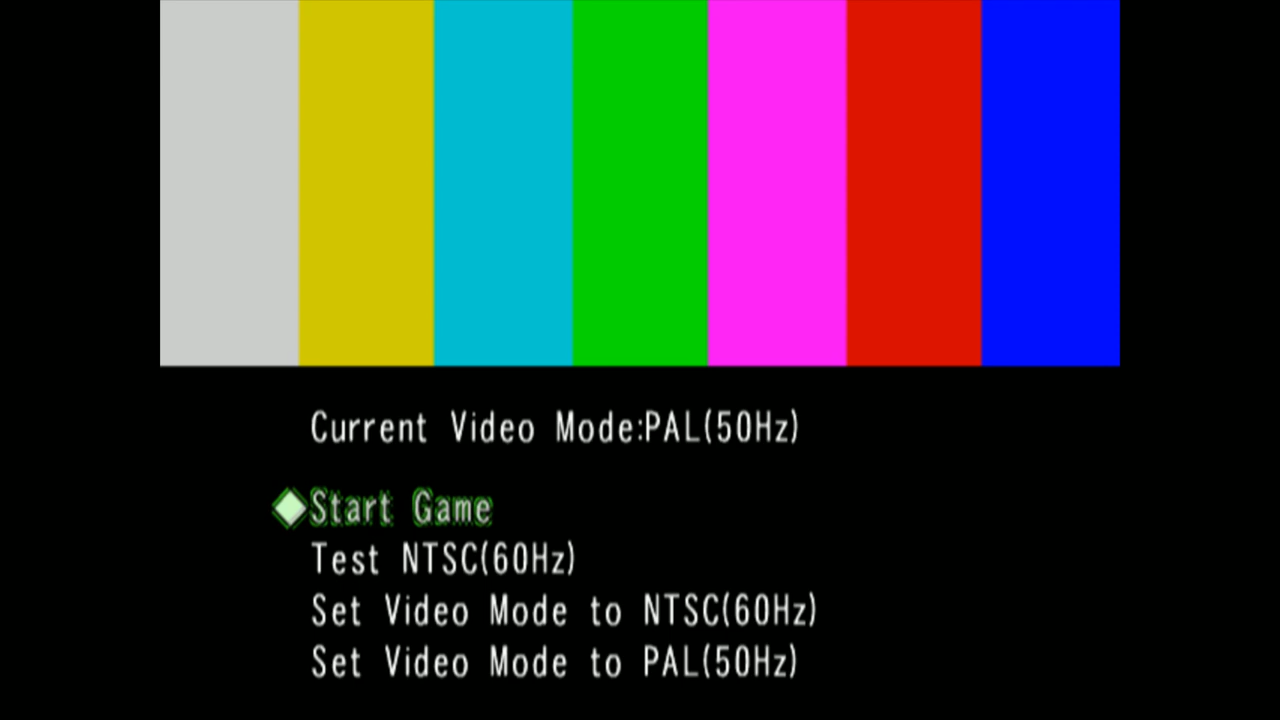 Current Video Mode:PAL(50Hz)
Start Game
Test NTSC(60Hz)
Set Video Mode to NTSC(60Hz)
Set Video Mode to PAL(50Hz)